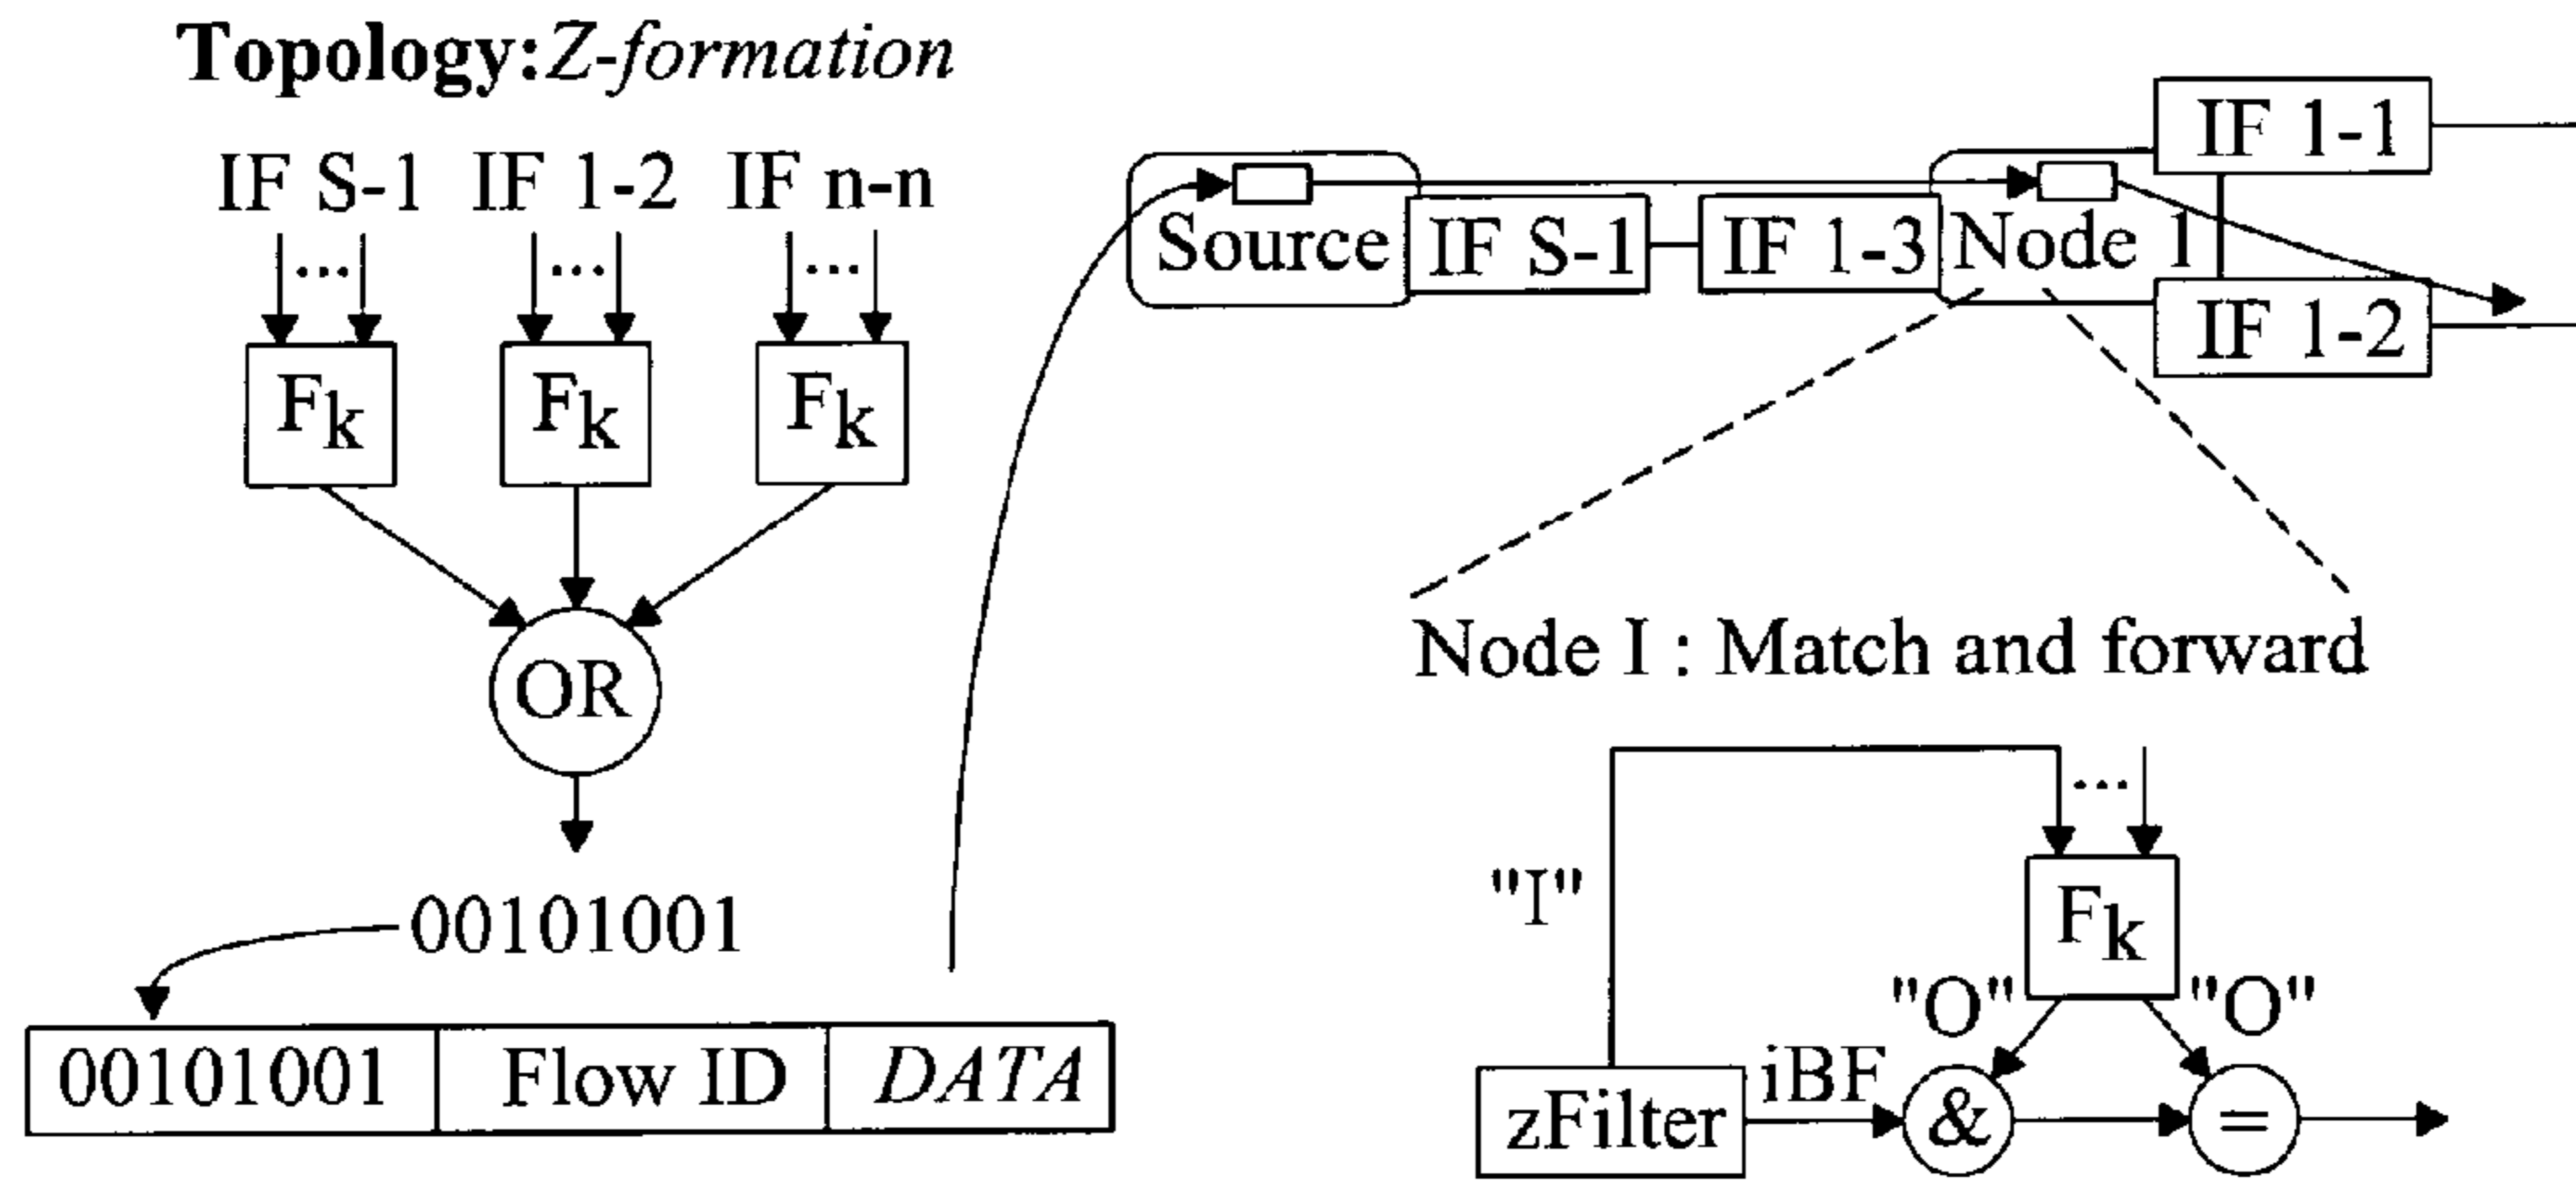 Topology:Z-formation
IF S-1 IF 1-2 IF n-n
... ... ...
Fk Fk Fk
OR
00101001
00101001 Flow ID DATA
IF 1-1
Source IF S-1 IF 1-3 Node 1
IF 1-2
Node I : Match and forward
...
"I"
Fk
"O" "O"
zFilter iBF & =